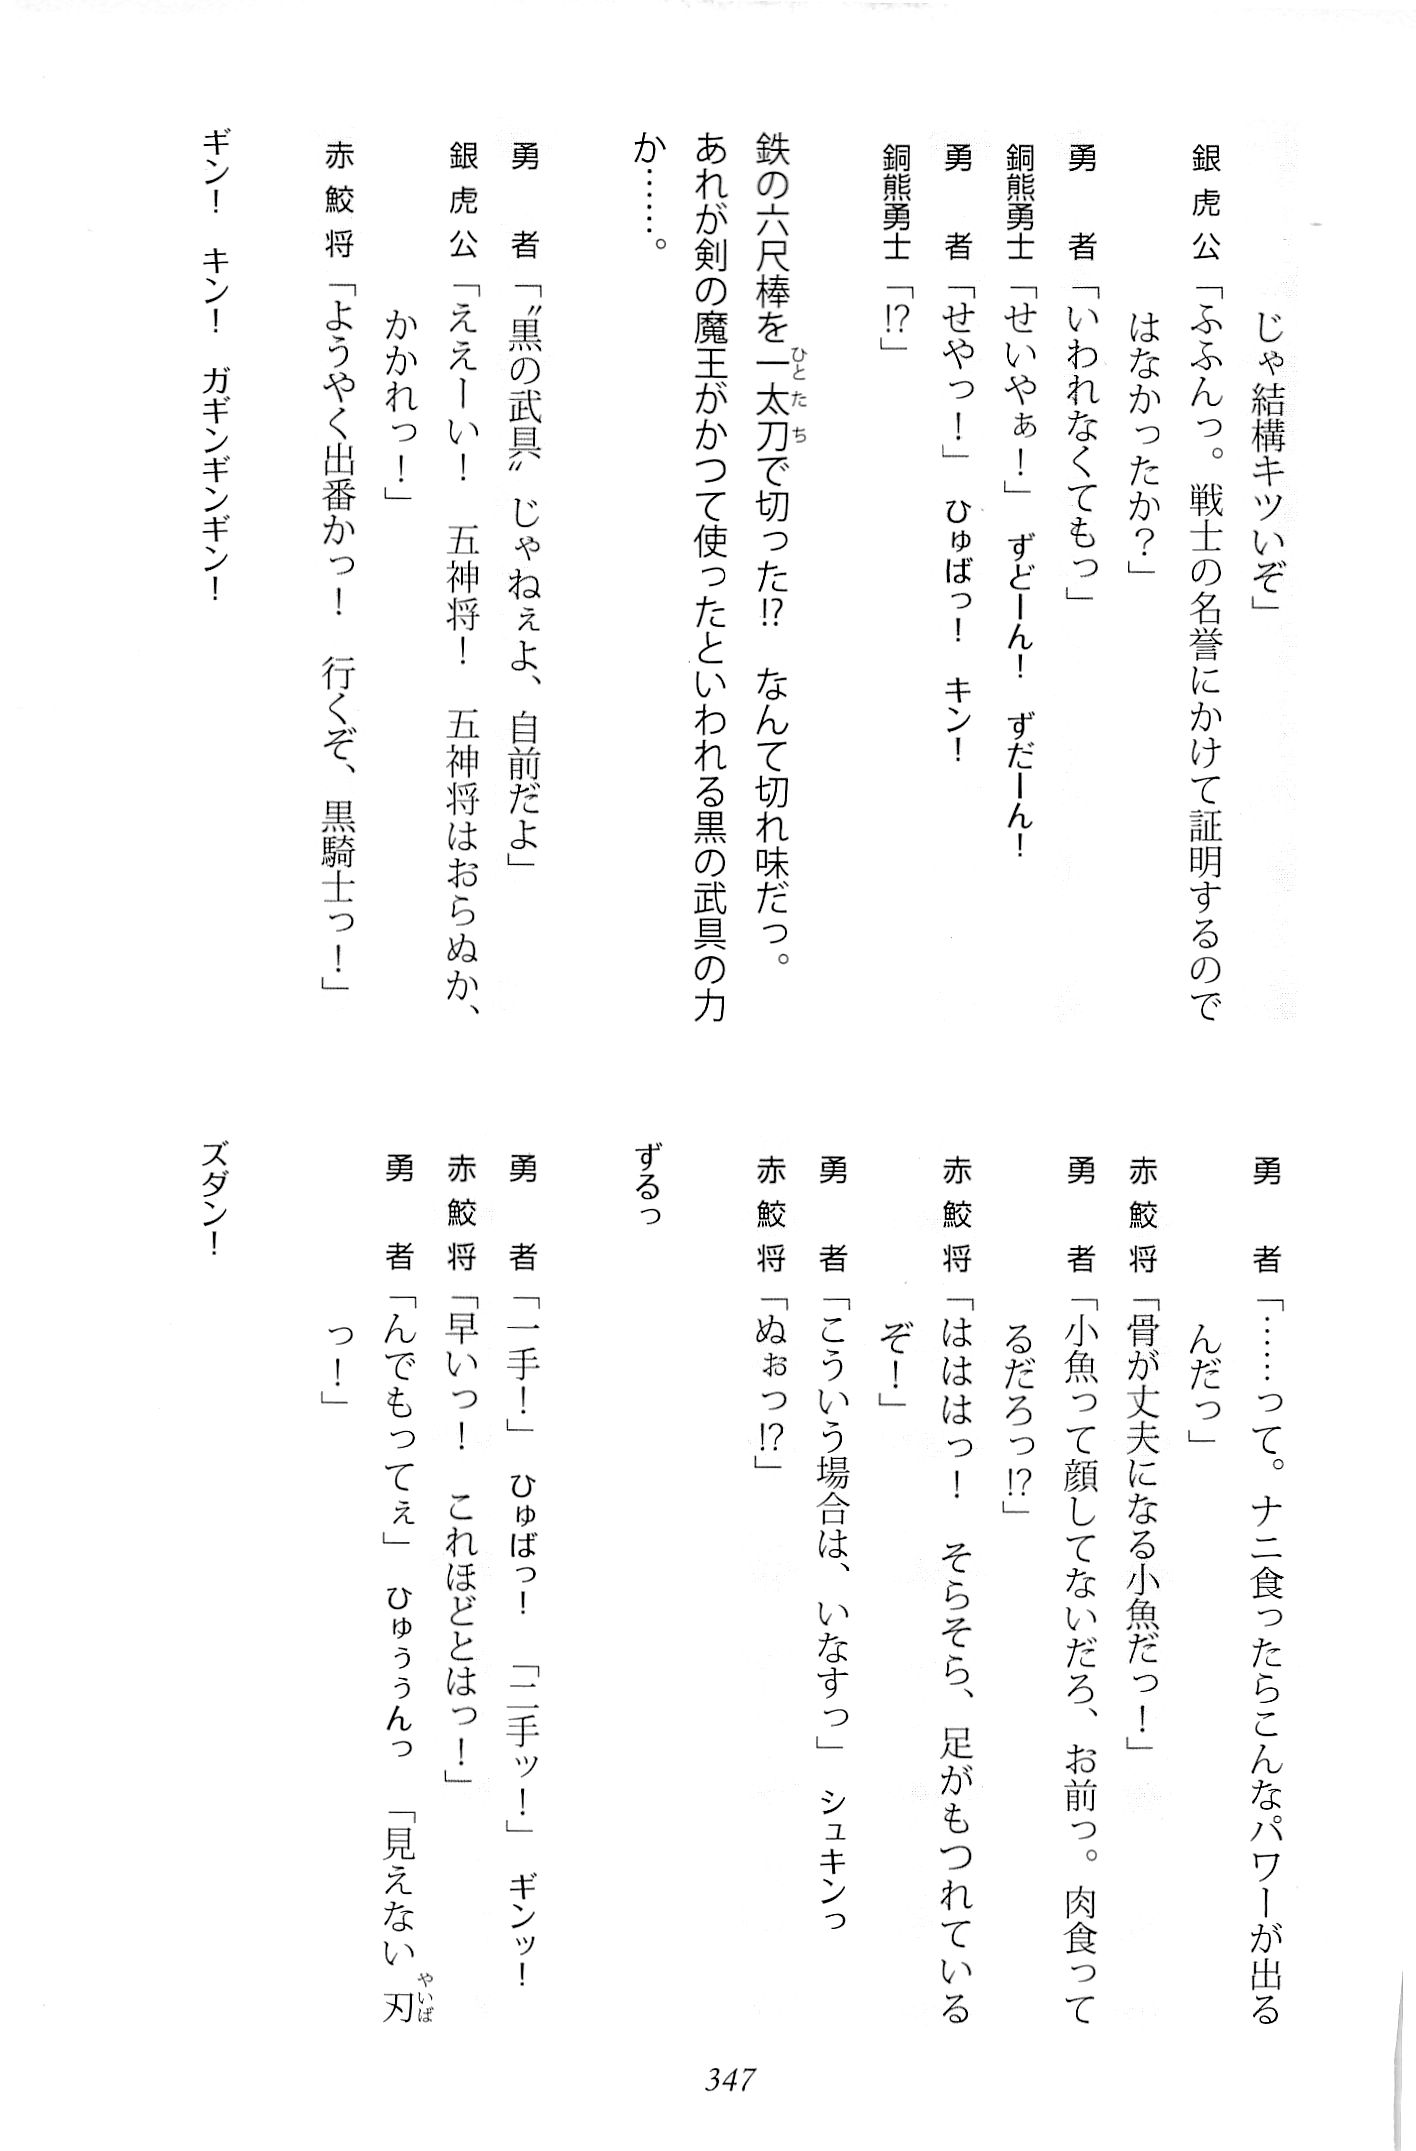 じゃ結構キツいぞ」
銀虎公「ふふんっ。戦士の名誉にかけて証明するので
はなかったか?」
勇　者「いわれなくてもっ」
銅熊勇士「せいやぁ!」　ずどーん!　ずだーん!
勇　者「せやっ!」　ひゅばっ!　キン!
銅熊勇士「!?」
鉄の六尺棒を一太刀で切った!?　なんて切れ味だっ。
あれが剣の魔王がかつて使ったといわれる黒の武具の力
か……。
勇　者「〝黒の武具〟じゃねぇよ、自前だよ」
銀虎公「ええーい!　五神将!　五神将はおらぬか、
かかれっ!」
赤鮫将「ようやく出番かっ!　行くぞ、黒騎士っ!」
ギン!　キン!　ガギンギンギン!
勇　者「……って。ナニ食ったらこんなパワーが出る
んだっ」
赤鮫将「骨が丈夫になる小魚だっ!」
勇　者「小魚って顔してないだろ、お前っ。肉食って
るだろっ!?」
赤鮫将「はははっ!　そらそら、足がもつれている
ぞ!」
勇　者「こういう場合は、いなすっ」　シュキンっ
赤鮫将「ぬぉっ!?」
ずるっ
勇　者「一手!」　ひゅばっ!　「二手ッ!」　ギンッ!
赤鮫将「早いっ!　これほどとはっ!」
勇　者「んでもってぇ」　ひゅぅぅんっ　「見えない刃
っ!」
ズダン!
347